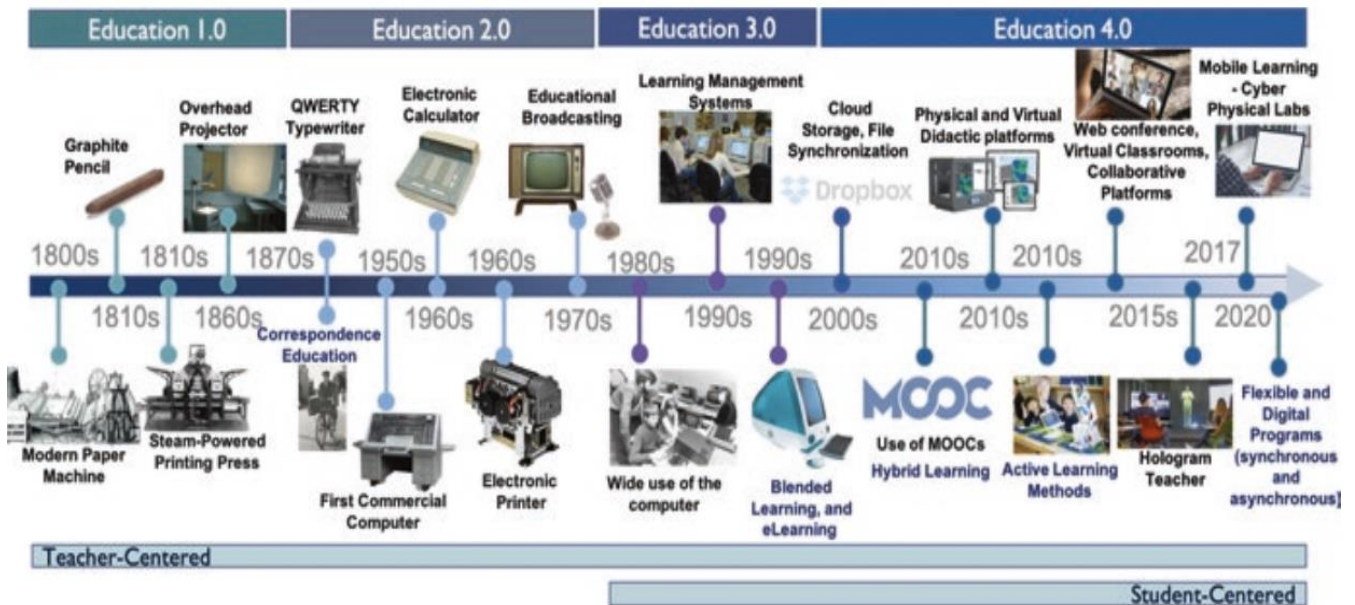 Education 1.0
Education 2.0
Education 3.0
Education 4.0
Graphite
Pencil
Overhead
Projector
QWERTY
Typewriter
Electronic
Calculator
Educational
Broadcasting
Learning Management
Systems
Cloud
Storage, File
Synchronization
Dropbox
Physical and Virtual
Didactic platforms
Web conference,
Virtual Classrooms,
Collaborative
Platforms
Mobile Learning
- Cyber
Physical Labs
1800s
1810s
1870s
1950s
1960s
1980s
1990s
2010s
2010s
2017
1810s
1860s
1960s
1970s
1990s
2000s
2010s
2015s
2020
Modern Paper
Machine
Steam-Powered
Printing Press
Correspondence
Education
First Commercial
Computer
Electronic
Printer
Wide use of the
computer
Blended
Learning, and
eLearning
MOOC
Use of MOOCs
Hybrid Learning
Active Learning
Methods
Hologram
Teacher
Flexible and
Digital
Programs
(synchronous
and
asynchronous)
Teacher-Centered
Student-Centered